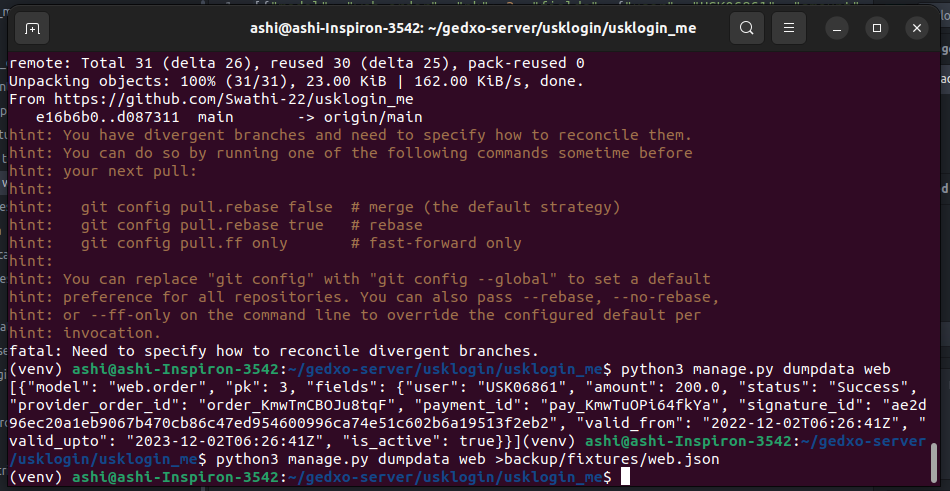 ashi@ashi-Inspiron-3542: ~/gedxo-server/usklogin/usklogin_me
remote: Total 31 (delta 26), reused 30 (delta 25), pack-reused 0
Unpacking objects: 100% (31/31), 23.00 KiB | 162.00 KiB/s, done.
From https://github.com/Swathi-22/usklogin_me
   e16b6b0..d087311  main       -> origin/main
hint: You have divergent branches and need to specify how to reconcile them.
hint: You can do so by running one of the following commands sometime before
hint: your next pull:
hint:
hint:   git config pull.rebase false  # merge (the default strategy)
hint:   git config pull.rebase true   # rebase
hint:   git config pull.ff only       # fast-forward only
hint:
hint: You can replace "git config" with "git config --global" to set a default
hint: preference for all repositories. You can also pass --rebase, --no-rebase,
hint: or --ff-only on the command line to override the configured default per
hint: invocation.
fatal: Need to specify how to reconcile divergent branches.
(venv) ashi@ashi-Inspiron-3542:~/gedxo-server/usklogin/usklogin_me$ python3 manage.py dumpdata web
[{"model": "web.order", "pk": 3, "fields": {"user": "USK06861", "amount": 200.0, "status": "Success",
"provider_order_id": "order_KmwTmCBOJu8tqF", "payment_id": "pay_KmwTuOPi64fkYa", "signature_id": "ae2d
96ec20a1eb9067b470cb86c47ed954600996ca74e51c602b6a19513f2eb2", "valid_from": "2022-12-02T06:26:41Z", "
valid_upto": "2023-12-02T06:26:41Z", "is_active": true}}](venv) ashi@ashi-Inspiron-3542:~/gedxo-server
/usklogin/usklogin_me$ python3 manage.py dumpdata web >backup/fixtures/web.json
(venv) ashi@ashi-Inspiron-3542:~/gedxo-server/usklogin/usklogin_me$